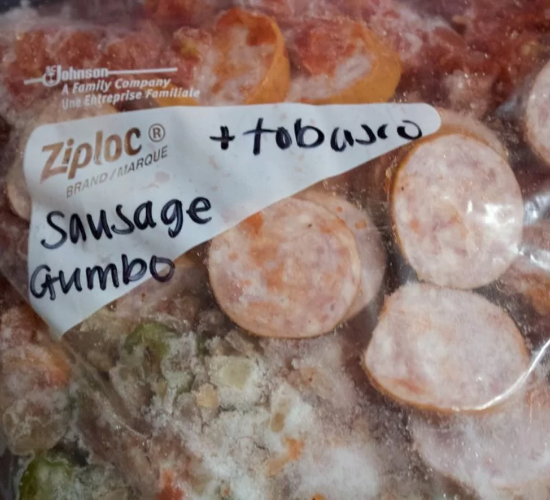 Johnson
A Family Company
Une Entreprise Familiale
Ziploc®
BRAND/MARQUE
+ tobasco
Sausage
Gumbo